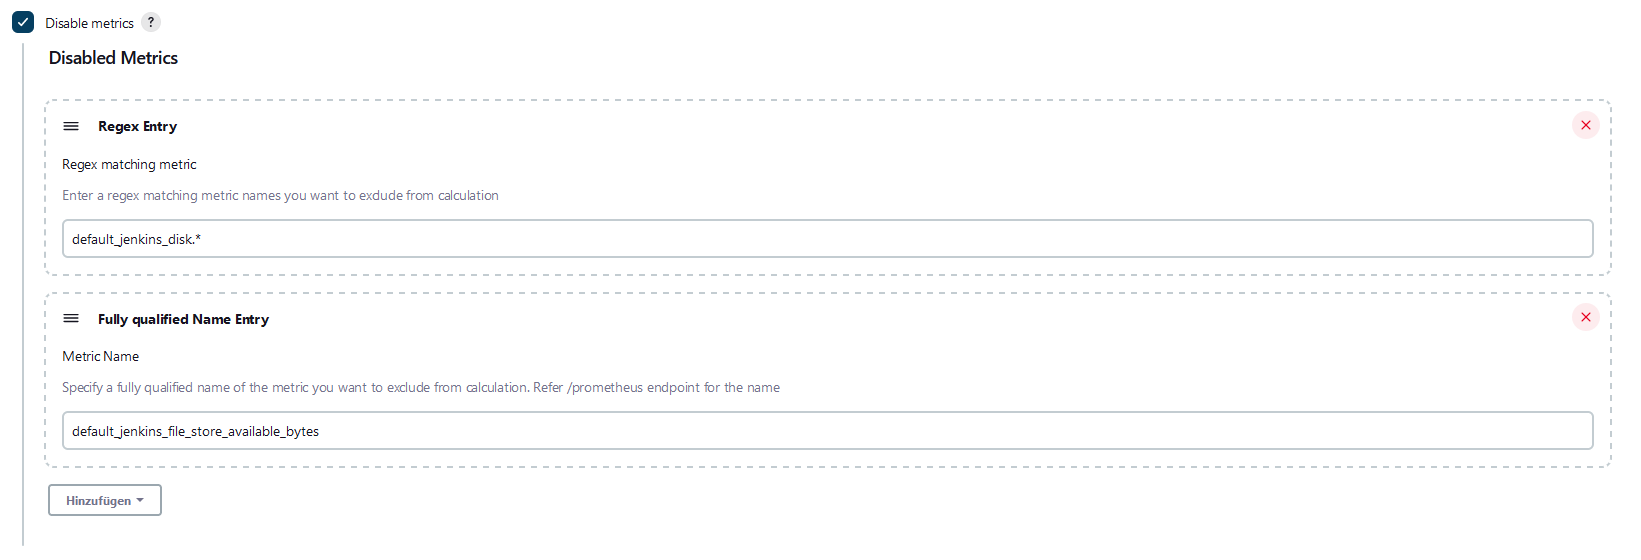 Disable metrics ?
Disabled Metrics
Regex Entry
Regex matching metric
Enter a regex matching metric names you want to exdude from calculation
default_jenkins_disk.*
Fully qualified Name Entry
Metric Name
Specify a fully qualified name of the metric you want to exclude from calculation. Refer /prometheus endpoint for the name
default_jenkins_file_store_available_bytes
Hinzufügen